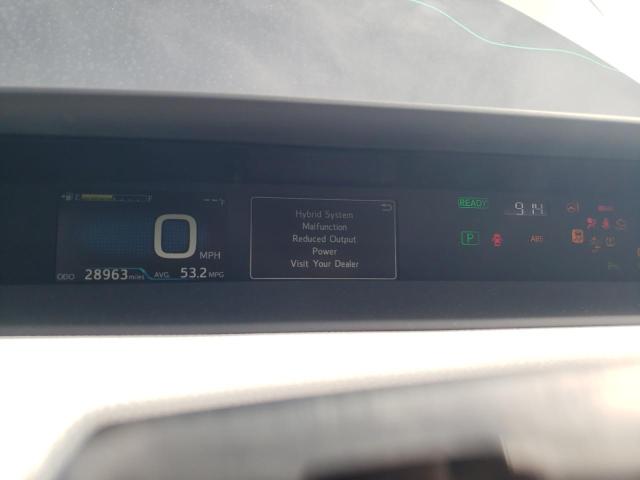 E F
--°F
0 MPH
ODO 28963 miles AVG. 53.2 MPG
Hybrid System
Malfunction
Reduced Output
Power
Visit Your Dealer
READY 9:14
P ABS